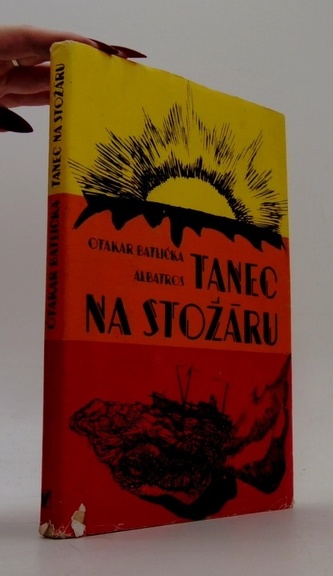 OTAKAR BATLIČKA TANEC NA STOŽÁRU
OTAKAR BATLIČKA
ALBATROS
TANEC
NA STOŽÁRU